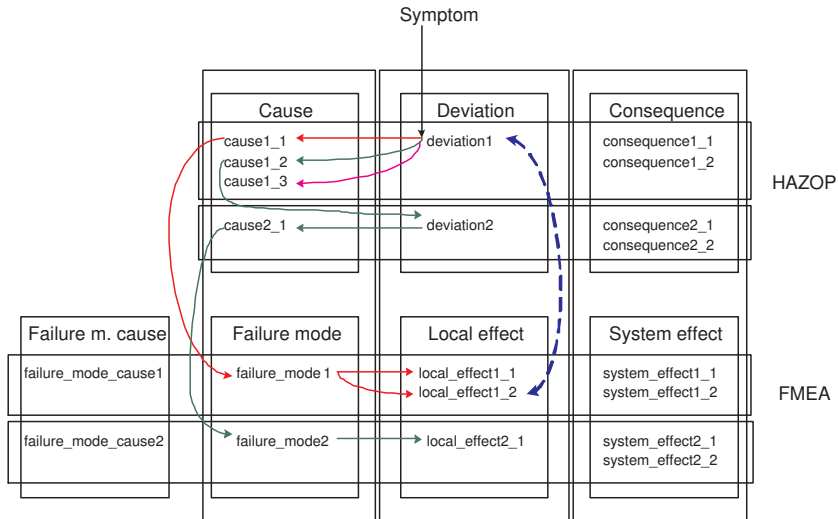 Symptom
Cause Deviation Consequence
cause1_1 deviation1 consequence1_1
cause1_2 consequence1_2
cause1_3
HAZOP
cause2_1 deviation2 consequence2_1
consequence2_2
Failure m. cause Failure mode Local effect System effect
failure_mode_cause1 failure_mode 1 local_effect1_1 system_effect1_1
local_effect1_2 system_effect1_2
FMEA
failure_mode_cause2 failure_mode2 local_effect2_1 system_effect2_1
system_effect2_2